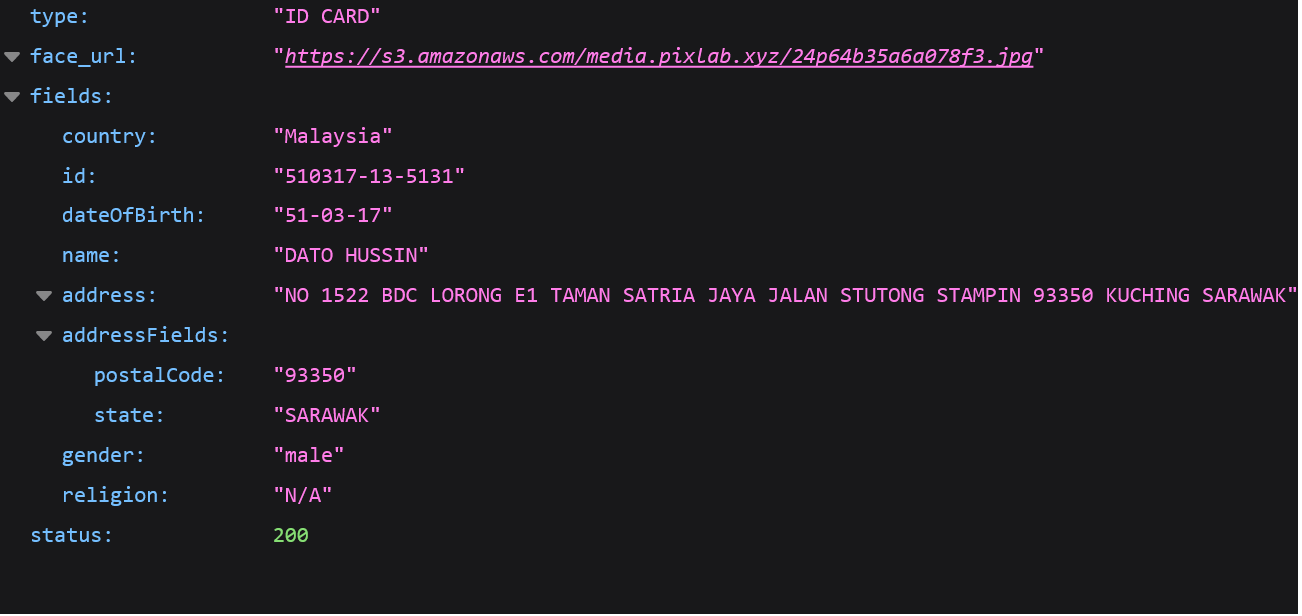 type: "ID CARD"
face_url: "https://s3.amazonaws.com/media.pixlab.xyz/24p64b35a6a078f3.jpg"
fields:
country: "Malaysia"
id: "510317-13-5131"
dateOfBirth: "51-03-17"
name: "DATO HUSSIN"
address: "NO 1522 BDC LORONG E1 TAMAN SATRIA JAYA JALAN STUTONG STAMPIN 93350 KUCHING SARAWAK"
addressFields:
postalCode: "93350"
state: "SARAWAK"
gender: "male"
religion: "N/A"
status: 200